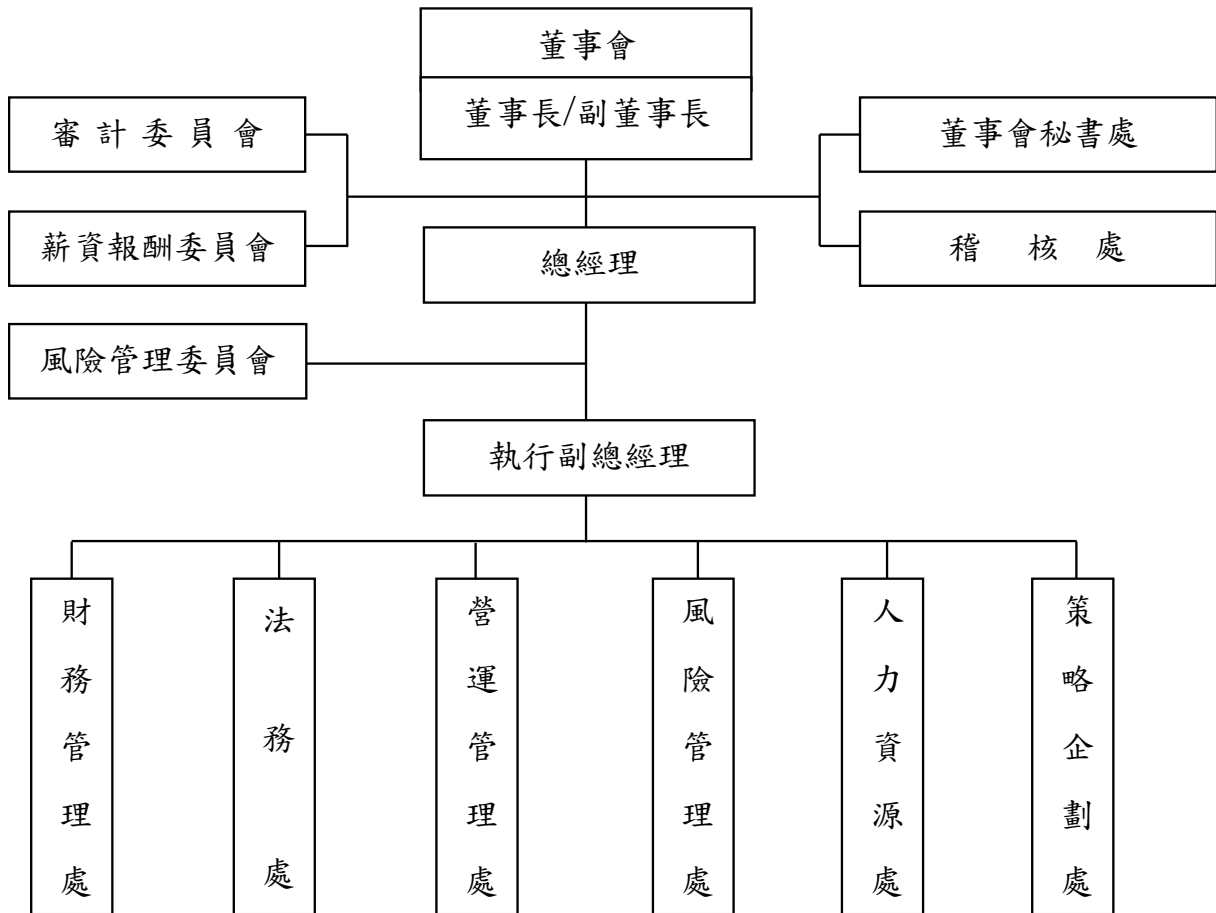 董事會
董事長/副董事長
審計委員會
董事會秘書處
薪資報酬委員會
總經理
稽核處
風險管理委員會
執行副總經理
財務管理處
法務處
營運管理處
風險管理處
人力資源處
策略企劃處